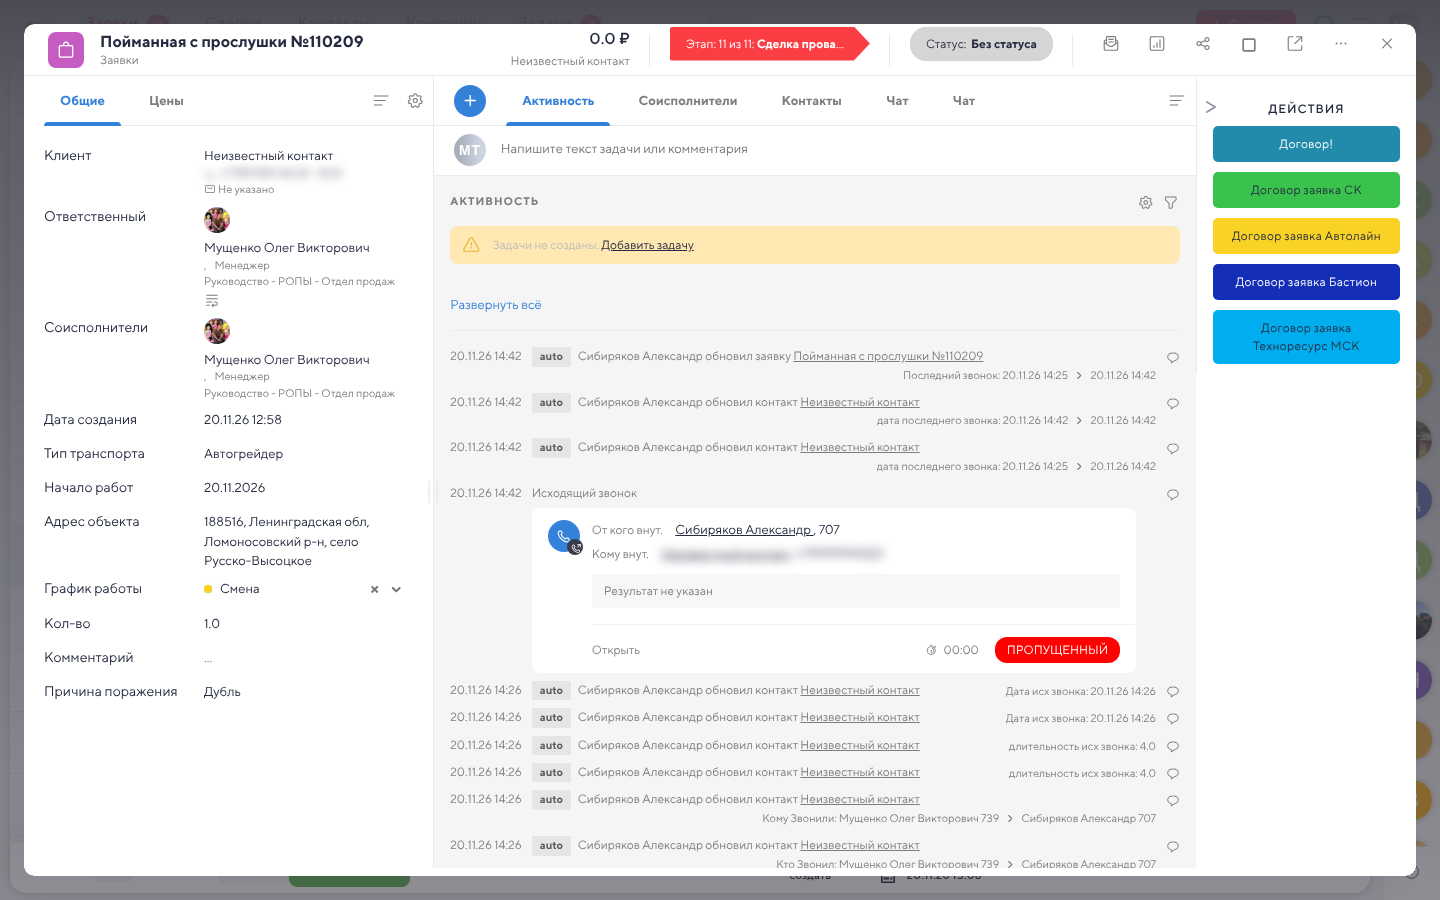 Пойманная с прослушки №110209
Заявки
0.0 ₽
Неизвестный контакт
Этап: 11 из 11: Сделка прова...
Статус: Без статуса
Общие
Цены
Активность
Соисполнители
Контакты
Чат
Чат
ДЕЙСТВИЯ
Договор!
Договор заявка СК
Договор заявка Автолайн
Договор заявка Бастион
Договор заявка
Техноресурс МСК
Клиент
Неизвестный контакт
Не указано
Ответственный
Мущенко Олег Викторович
, Менеджер
Руководство - РОПЫ - Отдел продаж
Соисполнители
Мущенко Олег Викторович
, Менеджер
Руководство - РОПЫ - Отдел продаж
Дата создания
20.11.26 12:58
Тип транспорта
Автогрейдер
Начало работ
20.11.2026
Адрес объекта
188516, Ленинградская обл,
Ломоносовский р-н, село
Русско-Высоцкое
График работы
Смена
Кол-во
1.0
Комментарий
...
Причина поражения
Дубль
МТ
Напишите текст задачи или комментария
АКТИВНОСТЬ
Задачи не созданы. Добавить задачу
Развернуть всё
20.11.26 14:42 auto Сибиряков Александр обновил заявку Пойманная с прослушки №110209
Последний звонок: 20.11.26 14:25 > 20.11.26 14:42
20.11.26 14:42 auto Сибиряков Александр обновил контакт Неизвестный контакт
дата последнего звонка: 20.11.26 14:42 > 20.11.26 14:42
20.11.26 14:42 auto Сибиряков Александр обновил контакт Неизвестный контакт
дата последнего звонка: 20.11.26 14:25 > 20.11.26 14:42
20.11.26 14:42 Исходящий звонок
От кого внут. Сибиряков Александр , 707
Кому внут.
Результат не указан
Открыть
00:00
ПРОПУЩЕННЫЙ
20.11.26 14:26 auto Сибиряков Александр обновил контакт Неизвестный контакт Дата исх звонка: 20.11.26 14:26
20.11.26 14:26 auto Сибиряков Александр обновил контакт Неизвестный контакт Дата исх звонка: 20.11.26 14:26
20.11.26 14:26 auto Сибиряков Александр обновил контакт Неизвестный контакт длительность исх звонка: 4.0
20.11.26 14:26 auto Сибиряков Александр обновил контакт Неизвестный контакт длительность исх звонка: 4.0
20.11.26 14:26 auto Сибиряков Александр обновил контакт Неизвестный контакт
Кому Звонили: Мущенко Олег Викторович 739 > Сибиряков Александр 707
20.11.26 14:26 auto Сибиряков Александр обновил контакт Неизвестный контакт
Кто Звонил: Мущенко Олег Викторович 739 > Сибиряков Александр 707